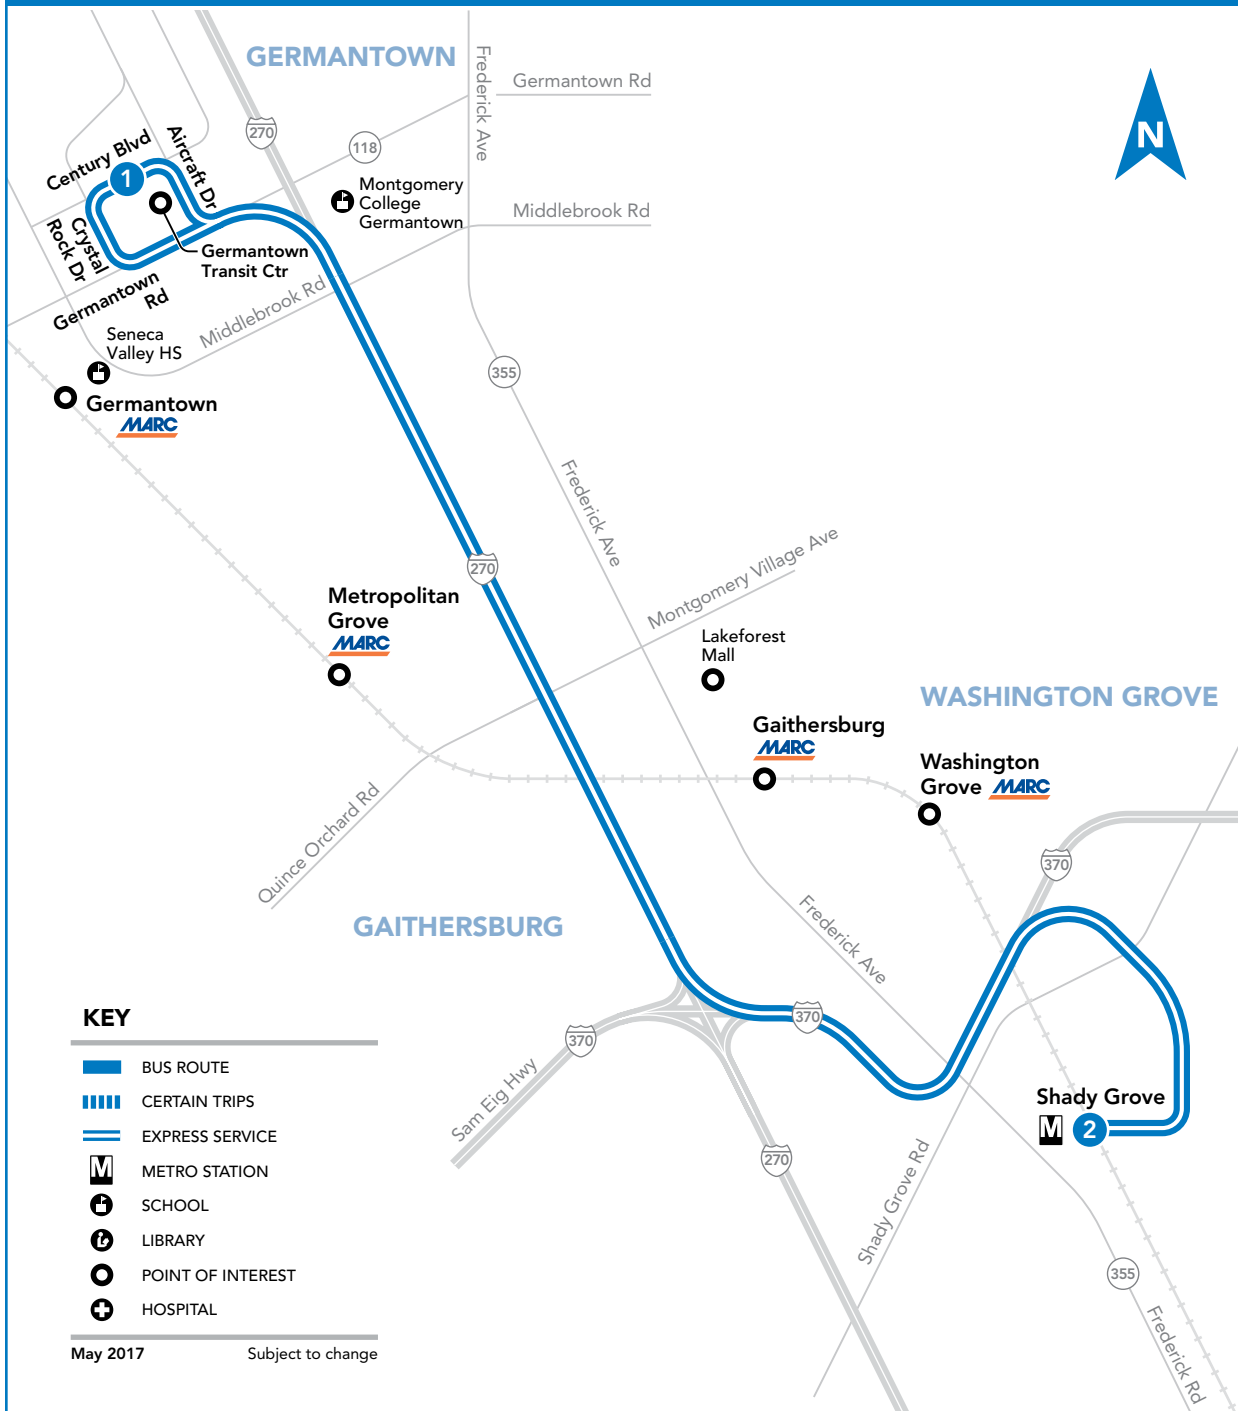 GERMANTOWN
Frederick Ave
Germantown Rd
N
270
118
Century Blvd
Aircraft Dr
1
Montgomery
College
Germantown
Middlebrook Rd
Crystal
Rock Dr
Germantown
Transit Ctr
Germantown
Rd
Middlebrook Rd
Seneca
Valley HS
355
Germantown
MARC
Frederick Ave
270
Montgomery Village Ave
Metropolitan
Grove
MARC
Lakeforest
Mall
WASHINGTON GROVE
Gaithersburg
MARC
Washington
Grove MARC
Quince Orchard Rd
370
GAITHERSBURG
Frederick Ave
370
370
Sam Eig Hwy
Shady Grove
M
2
270
Shady Grove Rd
355
Frederick Rd
KEY
BUS ROUTE
CERTAIN TRIPS
EXPRESS SERVICE
M METRO STATION
SCHOOL
LIBRARY
POINT OF INTEREST
HOSPITAL
May 2017 Subject to change